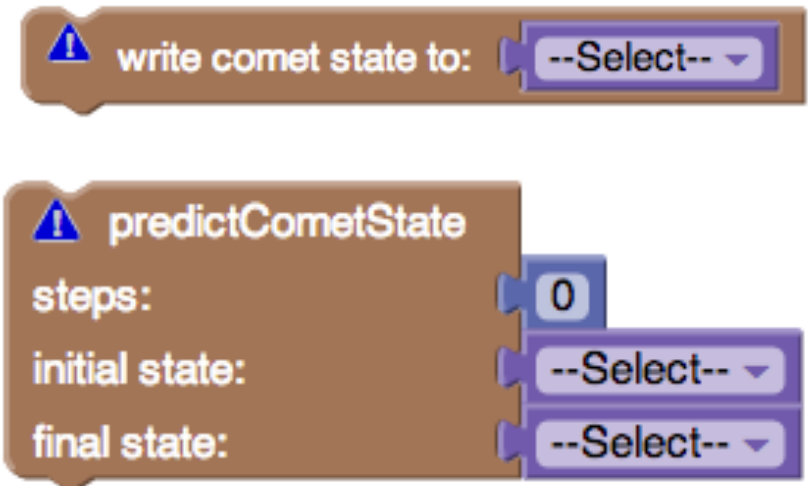 write comet state to: --Select--
predictCometState
steps: 0
initial state: --Select--
final state: --Select--